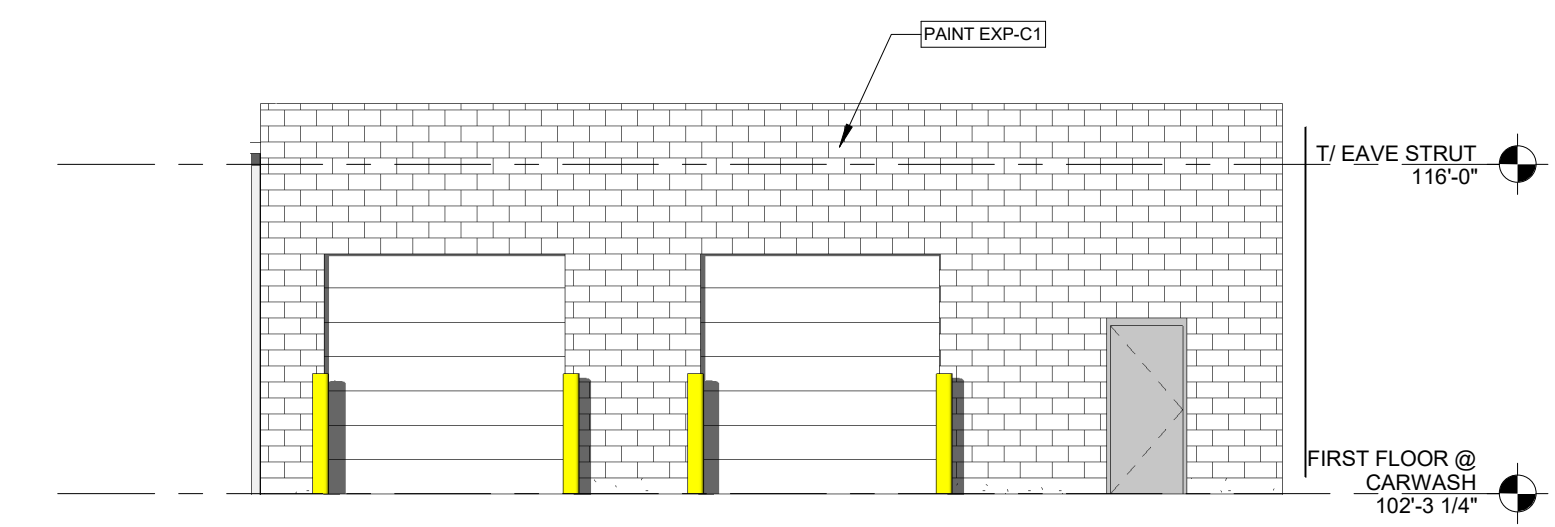 PAINT EXP-C1
T/ EAVE STRUT
116'-0"
FIRST FLOOR @
CARWASH
102'-3 1/4"